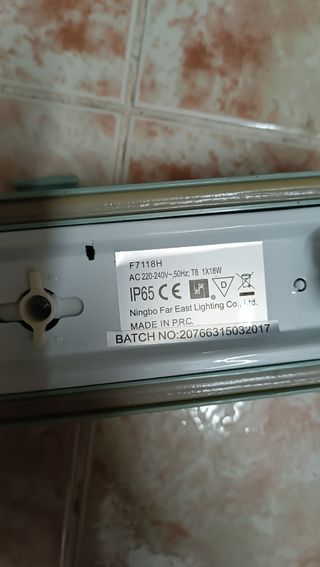 F7118H
AC 220-240V~,50Hz; T8 1X18W
IP65 CE D
Ningbo Far East Lighting Co., Ltd.
MADE IN P.R.C.
BATCH NO:20766315032017